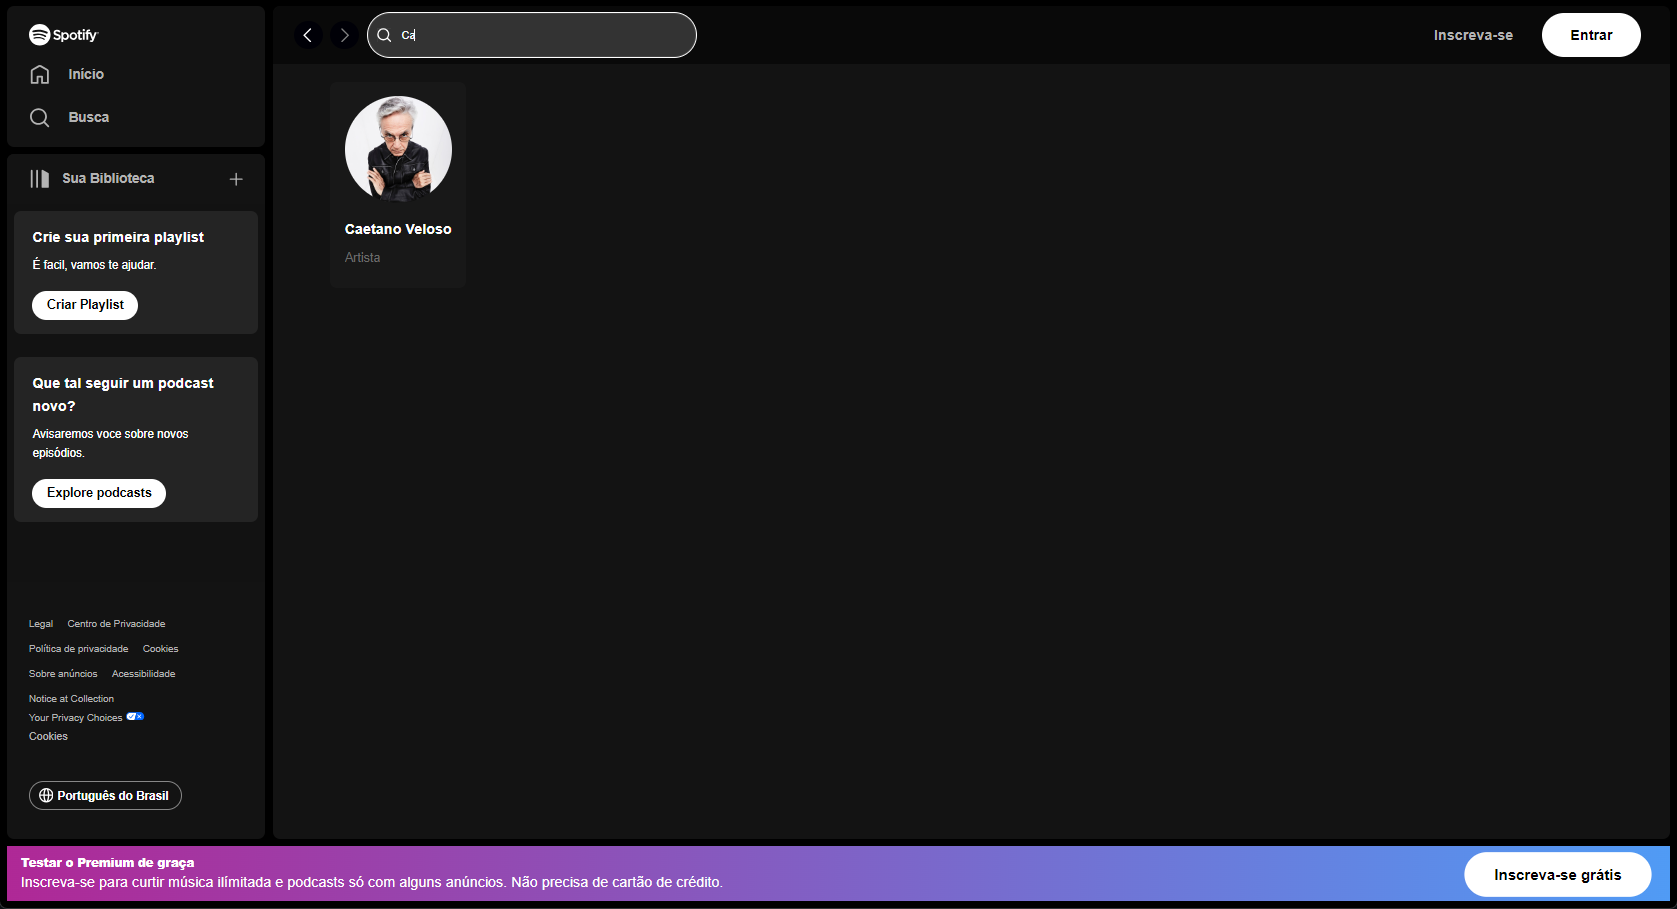 Spotify
Início
Busca
Sua Biblioteca
Crie sua primeira playlist
É facil, vamos te ajudar.
Criar Playlist
Que tal seguir um podcast
novo?
Avisaremos voce sobre novos
episódios.
Explore podcasts
Legal Centro de Privacidade
Política de privacidade Cookies
Sobre anúncios Acessibilidade
Notice at Collection
Your Privacy Choices
Cookies
Português do Brasil
Ca
Inscreva-se
Entrar
Caetano Veloso
Artista
Testar o Premium de graça
Inscreva-se para curtir música ilímitada e podcasts só com alguns anúncios. Não precisa de cartão de crédito.
Inscreva-se grátis